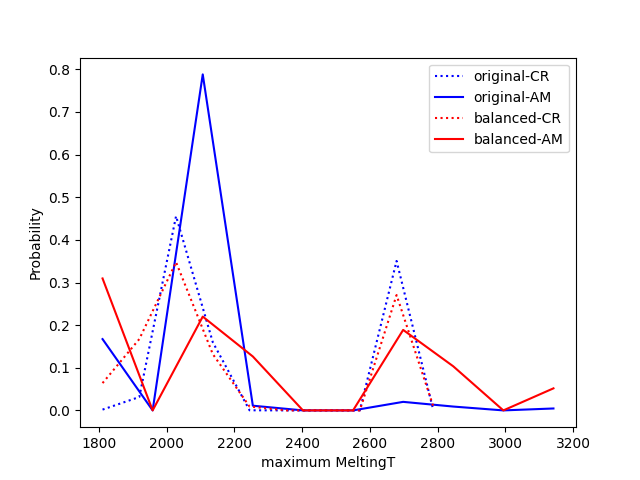 0.8
0.7
0.6
0.5
0.4
0.3
0.2
0.1
0.0
Probability
original-CR
original-AM
balanced-CR
balanced-AM
1800 2000 2200 2400 2600 2800 3000 3200
maximum MeltingT